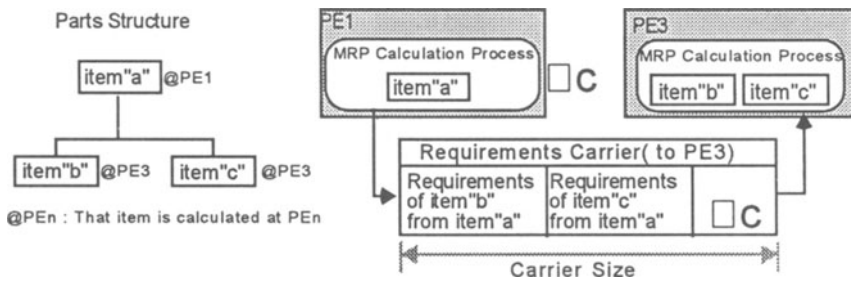 Parts Structure
item"a" @PE1
item"b" @PE3 item"c" @PE3
@PEn : That item is calculated at PEn
PE1
MRP Calculation Process
item"a"
C
PE3
MRP Calculation Process
item"b" item"c"
Requirements Carrier( to PE3)
Requirements
of item"b"
from item"a"
Requirements
of item"c"
from item"a"
C
Carrier Size